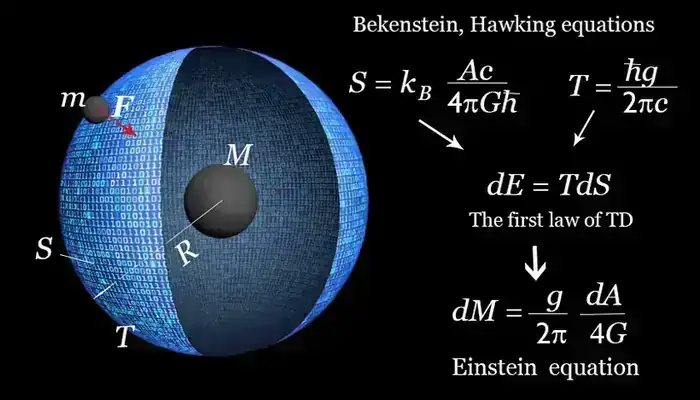 Bekenstein, Hawking equations
S = k_B Ac / 4πGħ
T = ħg / 2πc
m
F
M
R
S
T
dE = TdS
The first law of TD
dM = g / 2π dA / 4G
Einstein equation